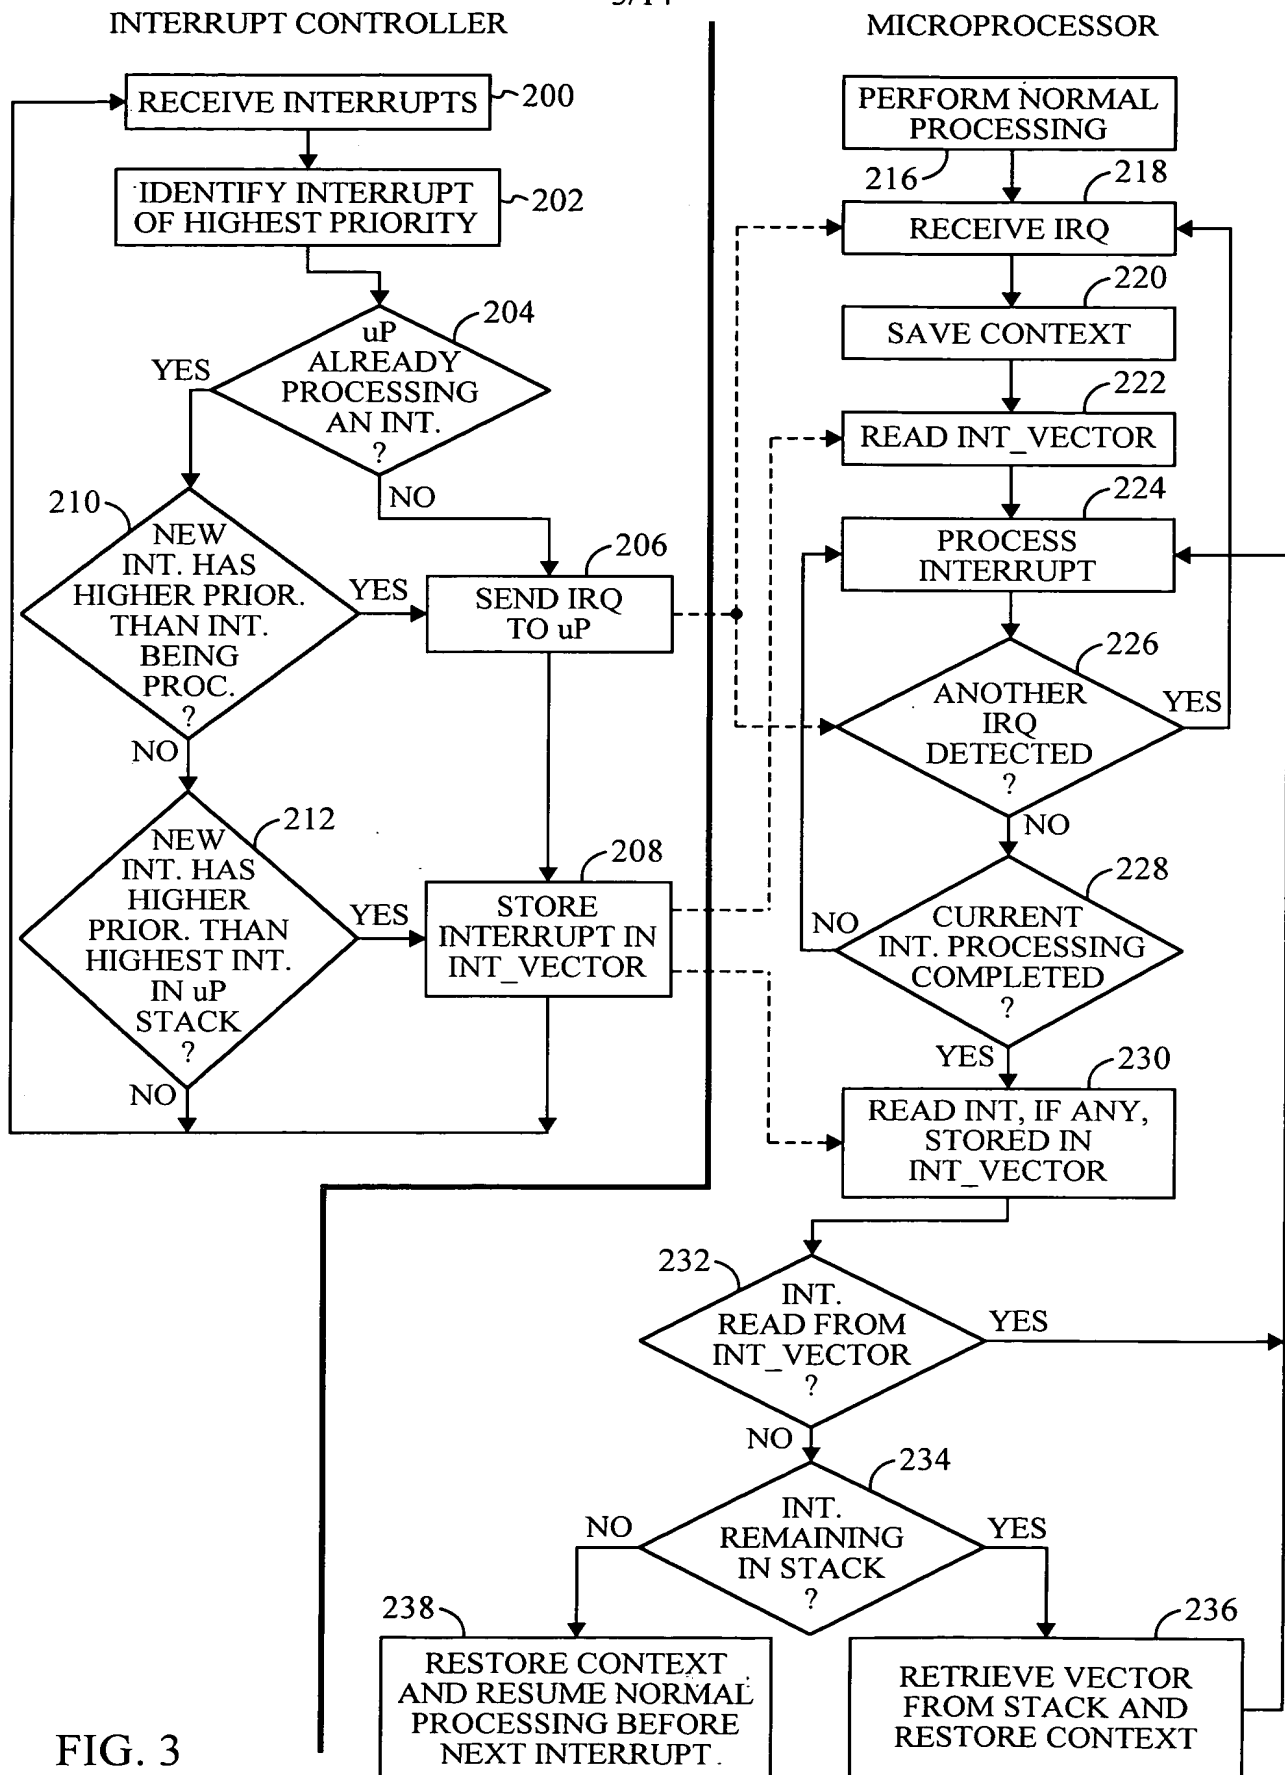 INTERRUPT CONTROLLER
MICROPROCESSOR
RECEIVE INTERRUPTS
200
IDENTIFY INTERRUPT
OF HIGHEST PRIORITY
202
uP
ALREADY
PROCESSING
AN INT.
?
204
YES
NO
210
NEW
INT. HAS
HIGHER PRIOR.
THAN INT.
BEING
PROC.
?
YES
NO
206
SEND IRQ
TO uP
NEW
INT. HAS
HIGHER
PRIOR. THAN
HIGHEST INT.
IN uP
STACK
?
212
YES
NO
208
STORE
INTERRUPT IN
INT_VECTOR
PERFORM NORMAL
PROCESSING
216
218
RECEIVE IRQ
220
SAVE CONTEXT
222
READ INT_VECTOR
224
PROCESS
INTERRUPT
226
ANOTHER
IRQ
DETECTED
?
YES
NO
228
CURRENT
INT. PROCESSING
COMPLETED
?
NO
YES
230
READ INT, IF ANY,
STORED IN
INT_VECTOR
232
INT.
READ FROM
INT_VECTOR
?
YES
NO
234
INT.
REMAINING
IN STACK
?
NO
YES
238
RESTORE CONTEXT
AND RESUME NORMAL
PROCESSING BEFORE
NEXT INTERRUPT.
236
RETRIEVE VECTOR
FROM STACK AND
RESTORE CONTEXT
FIG. 3